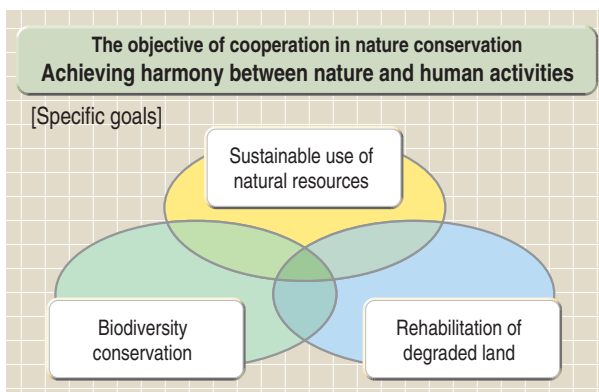 The objective of cooperation in nature conservation
Achieving harmony between nature and human activities
[Specific goals]
Sustainable use of
natural resources
Biodiversity
conservation
Rehabilitation of
degraded land